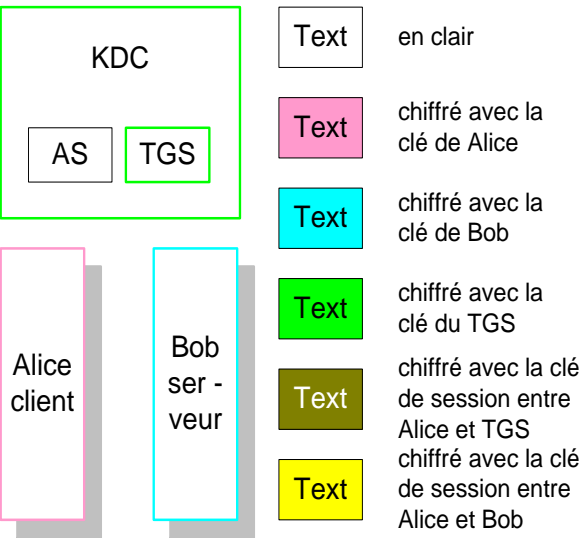 KDC
AS
TGS
Alice
client
Bob
ser -
veur
Text
en clair
Text
chiffré avec la
clé de Alice
Text
chiffré avec la
clé de Bob
Text
chiffré avec la
clé du TGS
Text
chiffré avec la clé
de session entre
Alice et TGS
Text
chiffré avec la clé
de session entre
Alice et Bob